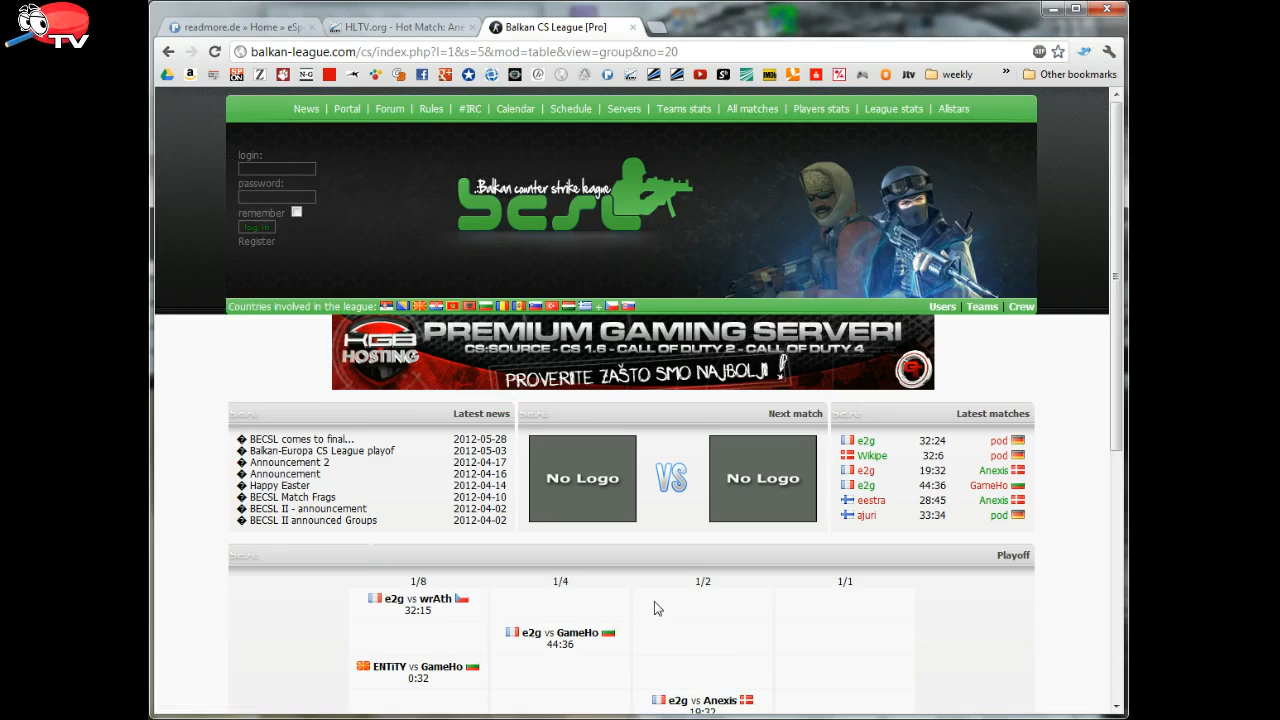 TV
readmore.de » Home » eSp
HLTV.org - Hot Match: Ane
Balkan CS League [Pro]
balkan-league.com/cs/index.php?l=1&s=5&mod=table&view=group&no=20
weekly
»
Other bookmarks
News | Portal | Forum | Rules | #IRC | Calendar | Schedule | Servers | Teams stats | All matches | Players stats | League stats | Allstars
login:
password:
remember
log in
Register
.:Balkan counter strike league
bcsl
Countries involved in the league:
+
Users | Teams | Crew
KGB HOSTING
PREMIUM GAMING SERVERI
CS:SOURCE - CS 1.6 - CALL OF DUTY 2 - CALL OF DUTY 4
PROVERITE ZAŠTO SMO NAJBOLJI !
Latest news
� BECSL comes to final... 2012-05-28
� Balkan-Europa CS League playof 2012-05-03
� Announcement 2 2012-04-17
� Announcement 2012-04-16
� Happy Easter 2012-04-14
� BECSL Match Frags 2012-04-10
� BECSL II - announcement 2012-04-02
� BECSL II announced Groups 2012-04-02
Next match
No Logo VS No Logo
Latest matches
e2g 32:24 pod
Wikipe 32:6 pod
e2g 19:32 Anexis
e2g 44:36 GameHo
eestra 28:45 Anexis
ajuri 33:34 pod
Playoff
1/8 1/4 1/2 1/1
e2g vs wrAth
32:15
e2g vs GameHo
44:36
ENTiTY vs GameHo
0:32
e2g vs Anexis
19:32